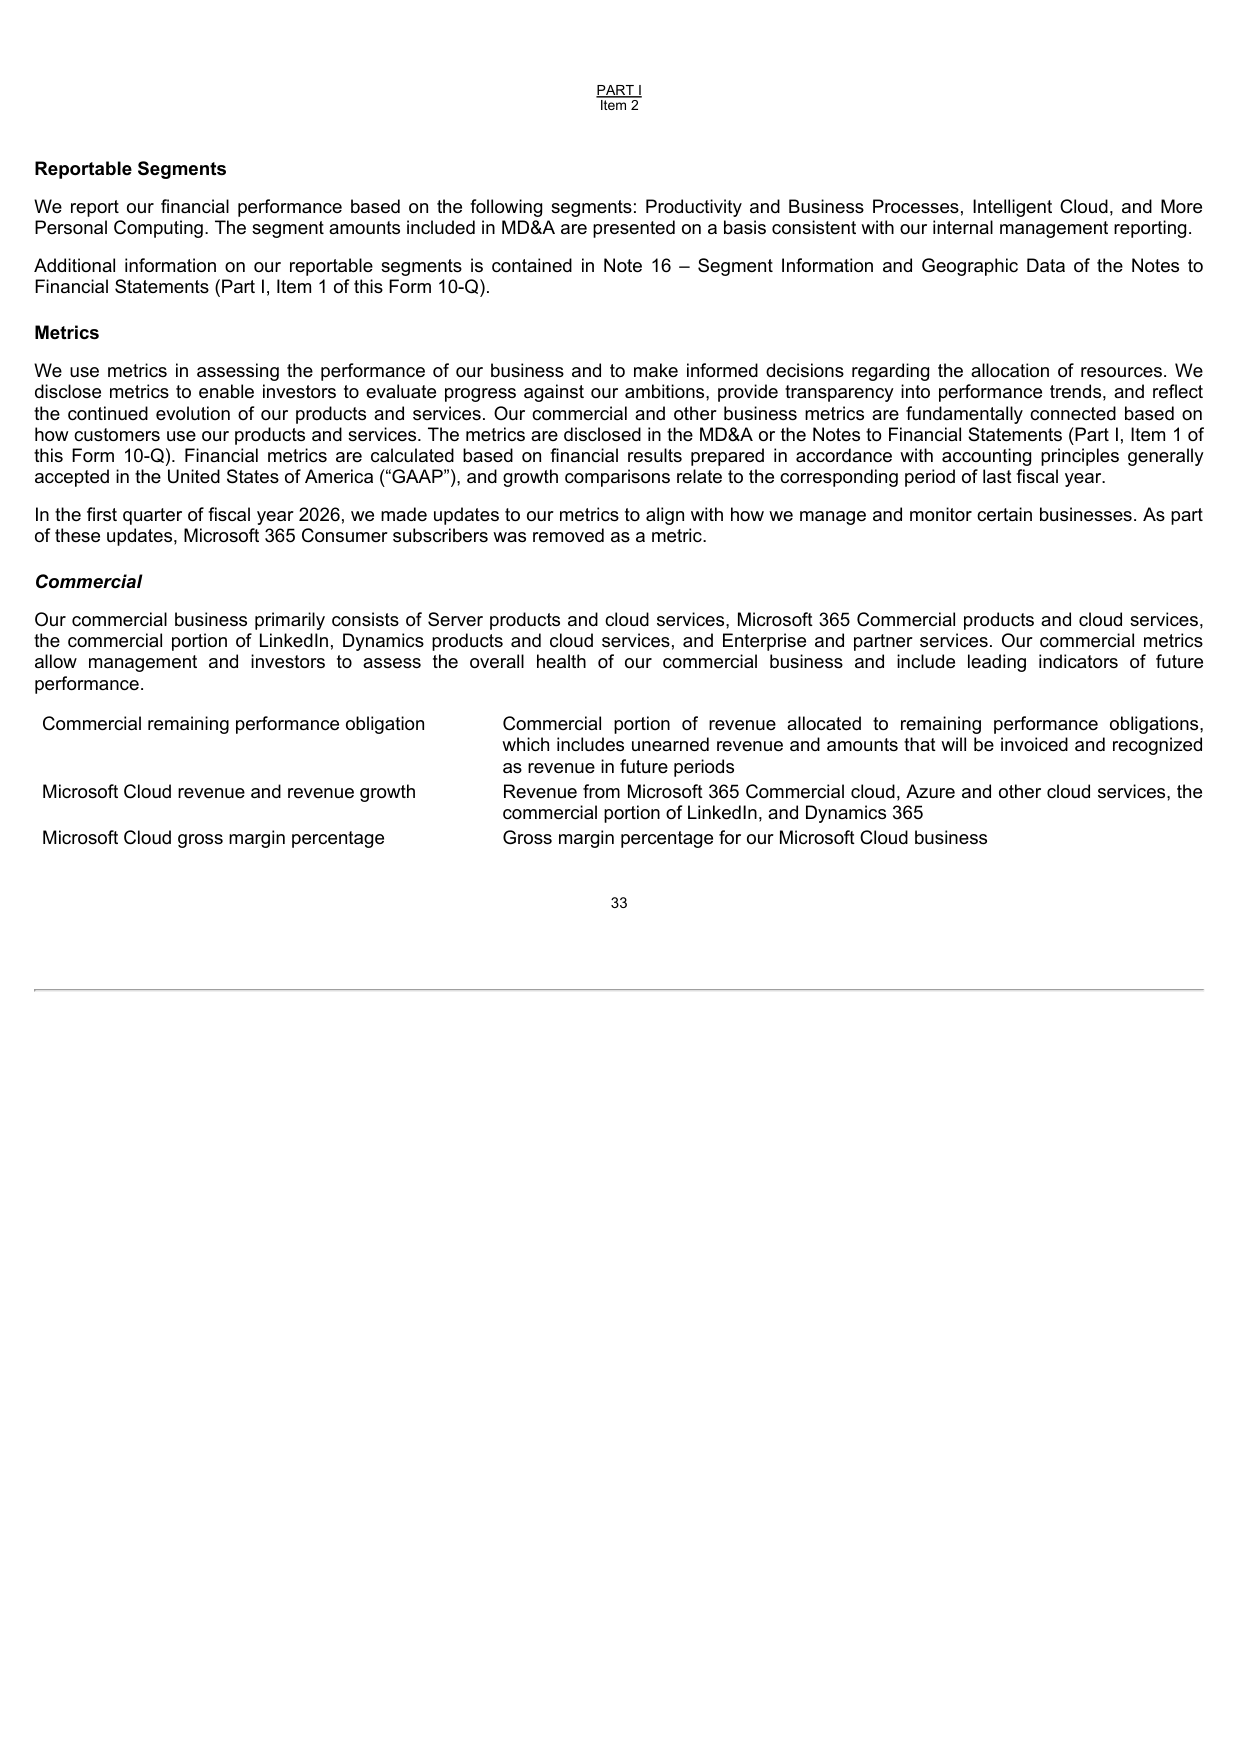 PART I
Item 2
Reportable Segments
We report our financial performance based on the following segments: Productivity and Business Processes, Intelligent Cloud, and More
Personal Computing. The segment amounts included in MD&A are presented on a basis consistent with our internal management reporting.
Additional information on our reportable segments is contained in Note 16 – Segment Information and Geographic Data of the Notes to
Financial Statements (Part I, Item 1 of this Form 10-Q).
Metrics
We use metrics in assessing the performance of our business and to make informed decisions regarding the allocation of resources. We
disclose metrics to enable investors to evaluate progress against our ambitions, provide transparency into performance trends, and reflect
the continued evolution of our products and services. Our commercial and other business metrics are fundamentally connected based on
how customers use our products and services. The metrics are disclosed in the MD&A or the Notes to Financial Statements (Part I, Item 1 of
this Form 10-Q). Financial metrics are calculated based on financial results prepared in accordance with accounting principles generally
accepted in the United States of America (“GAAP”), and growth comparisons relate to the corresponding period of last fiscal year.
In the first quarter of fiscal year 2026, we made updates to our metrics to align with how we manage and monitor certain businesses. As part
of these updates, Microsoft 365 Consumer subscribers was removed as a metric.
Commercial
Our commercial business primarily consists of Server products and cloud services, Microsoft 365 Commercial products and cloud services,
the commercial portion of LinkedIn, Dynamics products and cloud services, and Enterprise and partner services. Our commercial metrics
allow management and investors to assess the overall health of our commercial business and include leading indicators of future
performance.
Commercial remaining performance obligation
Commercial portion of revenue allocated to remaining performance obligations,
which includes unearned revenue and amounts that will be invoiced and recognized
as revenue in future periods
Microsoft Cloud revenue and revenue growth
Revenue from Microsoft 365 Commercial cloud, Azure and other cloud services, the
commercial portion of LinkedIn, and Dynamics 365
Microsoft Cloud gross margin percentage
Gross margin percentage for our Microsoft Cloud business
33